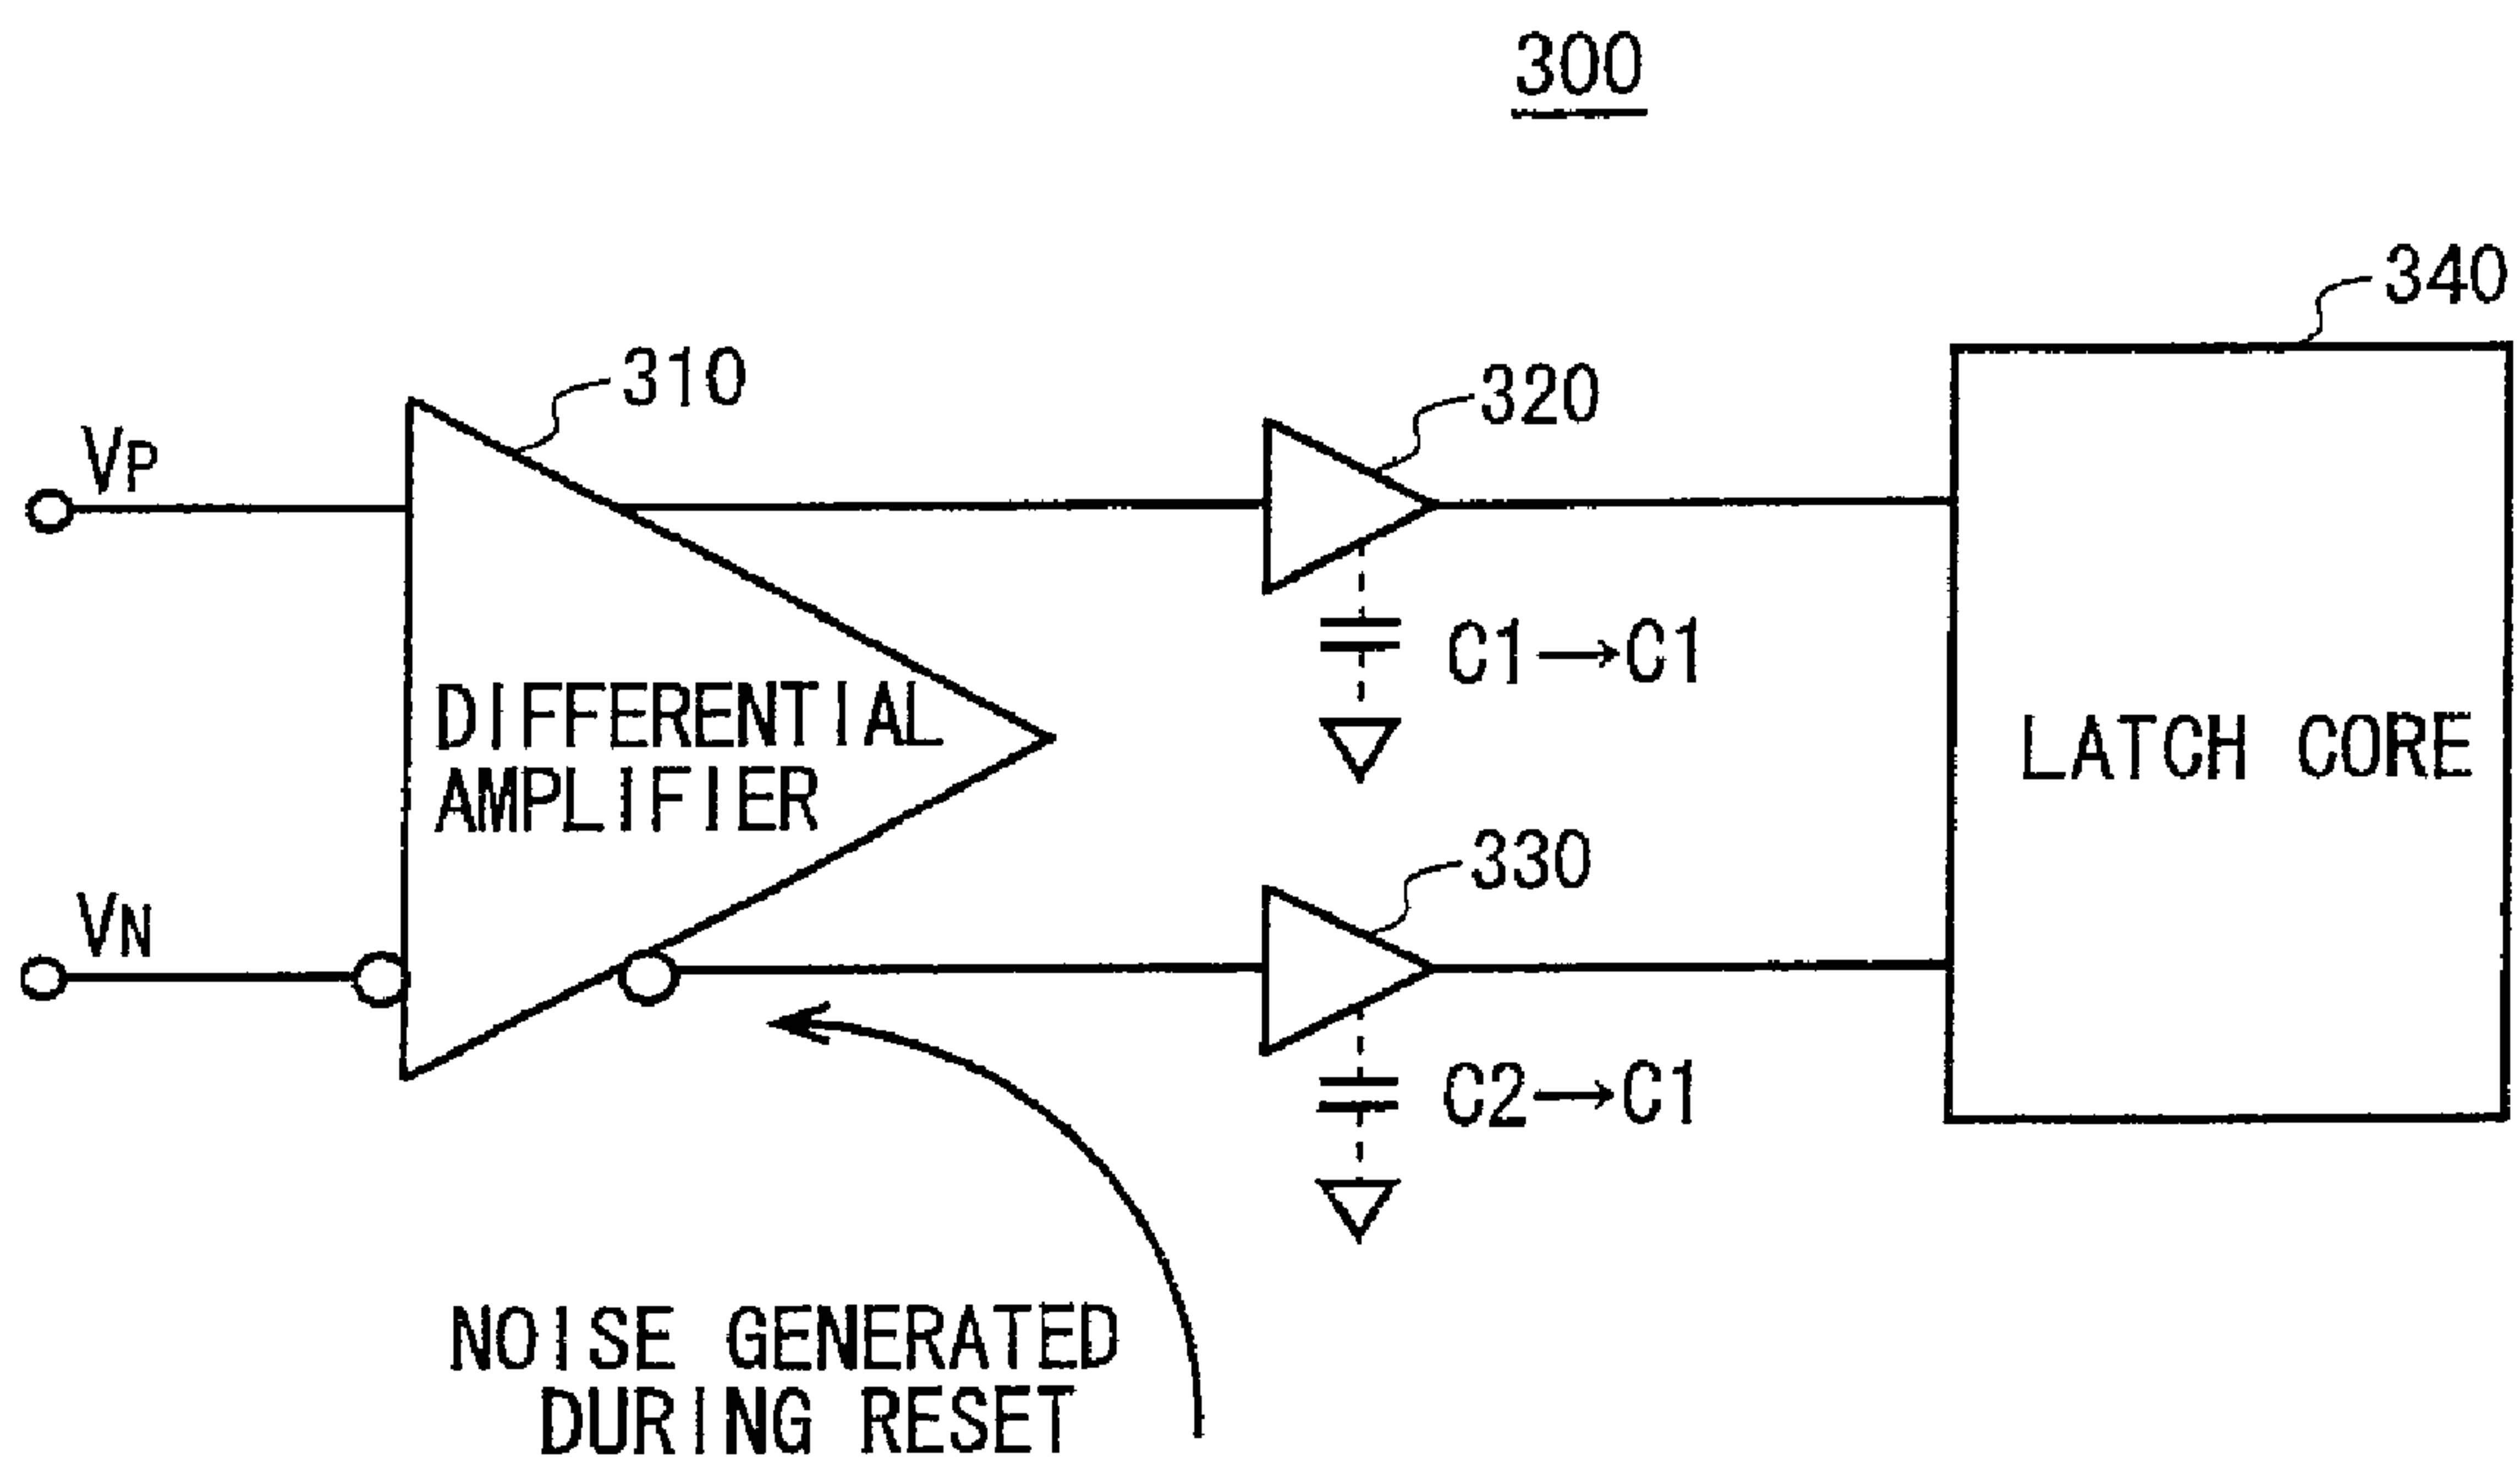 300
340
310
320
VP
C1→C1
DIFFERENTIAL
AMPLIFIER
LATCH CORE
330
VN
C2→C1
NOISE GENERATED
DURING RESET